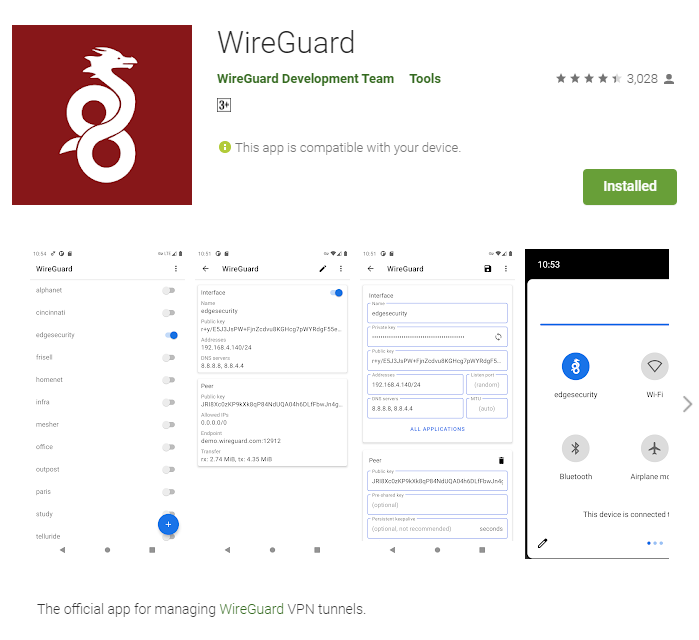 WireGuard
WireGuard Development Team Tools
3,028
3+
This app is compatible with your device.
Installed
10:54
WireGuard
alphanet
cincinnati
edgesecurity
frisell
homenet
infra
mesher
office
outpost
paris
study
telluride
10:51
WireGuard
Interface
Name
edgesecurity
Public key
Addresses
192.168.4.140/24
DNS servers
8.8.8.8, 8.8.4.4
Peer
Public key
Allowed IPs
0.0.0.0/0
Endpoint
demo.wireguard.com:12912
Transfer
rx: 2.74 MiB, tx: 4.35 MiB
10:51
WireGuard
Interface
Name
edgesecurity
Private key
Public key
Addresses
192.168.4.140/24
Listen port
(random)
DNS servers
8.8.8.8, 8.8.4.4
MTU
(auto)
ALL APPLICATIONS
Peer
Public key
Pre-shared key
(optional)
Persistent keepalive
(optional, not recommended) seconds
10:53
edgesecurity
Wi-Fi
Bluetooth
Airplane mo
This device is connected t
The official app for managing WireGuard VPN tunnels.